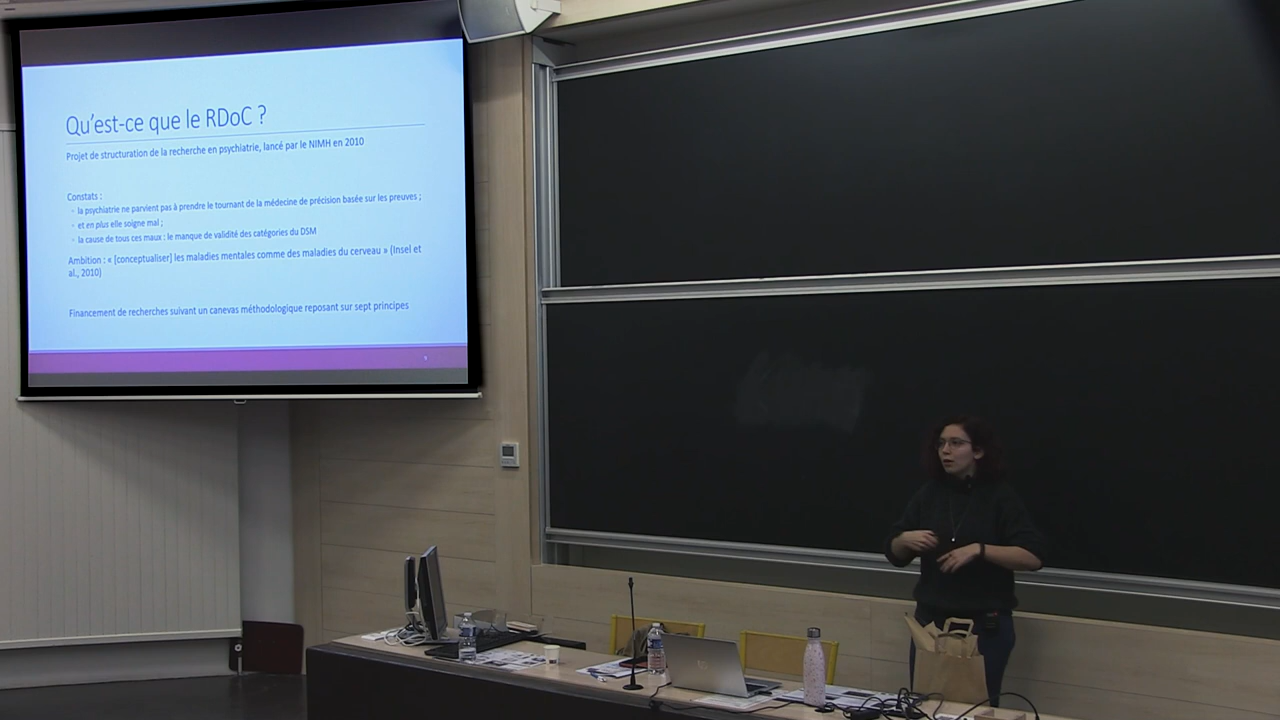 Qu'est-ce que le RDoC ?
Projet de structuration de la recherche en psychiatrie, lancé par le NIMH en 2010
Constats :
◦ la psychiatrie ne parvient pas à prendre le tournant de la médecine de précision basée sur les preuves ;
◦ et en plus elle soigne mal ;
◦ la cause de tous ces maux : le manque de validité des catégories du DSM
Ambition : « [conceptualiser] les maladies mentales comme des maladies du cerveau » (Insel et
al., 2010)
Financement de recherches suivant un canevas méthodologique reposant sur sept principes